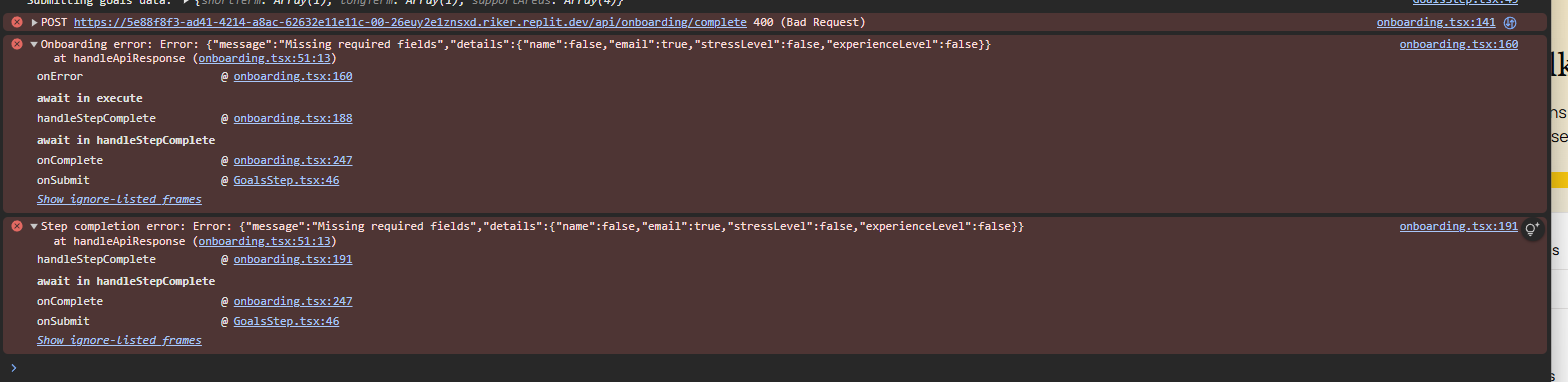 Submitting goals data: ▶ {shortTerm: Array(1), longTerm: Array(1), supportAreas: Array(4)} GoalsStep.tsx:45
▶ POST https://5e88f8f3-ad41-4214-a8ac-62632e11e11c-00-26euy2e1znsxd.riker.replit.dev/api/onboarding/complete 400 (Bad Request) onboarding.tsx:141
▼ Onboarding error: Error: {"message":"Missing required fields","details":{"name":false,"email":true,"stressLevel":false,"experienceLevel":false}} onboarding.tsx:160
at handleApiResponse (onboarding.tsx:51:13)
onError @ onboarding.tsx:160
await in execute
handleStepComplete @ onboarding.tsx:188
await in handleStepComplete
onComplete @ onboarding.tsx:247
onSubmit @ GoalsStep.tsx:46
Show ignore-listed frames
▼ Step completion error: Error: {"message":"Missing required fields","details":{"name":false,"email":true,"stressLevel":false,"experienceLevel":false}} onboarding.tsx:191
at handleApiResponse (onboarding.tsx:51:13)
handleStepComplete @ onboarding.tsx:191
await in handleStepComplete
onComplete @ onboarding.tsx:247
onSubmit @ GoalsStep.tsx:46
Show ignore-listed frames